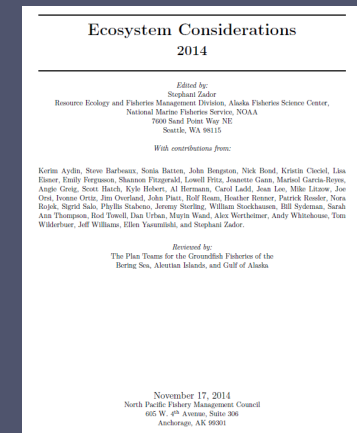 Ecosystem Considerations
2014
Edited by:
Stephani Zador
Resource Ecology and Fisheries Management Division, Alaska Fisheries Science Center,
National Marine Fisheries Service, NOAA
7600 Sand Point Way NE
Seattle, WA 98115
With contributions from:
Kerim Aydin, Steve Barbeaux, Sonia Batten, John Bengston, Nick Bond, Kristin Cieciel, Lisa
Eisner, Emily Fergusson, Shannon Fitzgerald, Lowell Fritz, Jeanette Gann, Marisol Garcia-Reyes,
Angie Greig, Scott Hatch, Kyle Hebert, Al Hermann, Carol Ladd, Jean Lee, Mike Litzow, Joe
Orsi, Ivonne Ortiz, Jim Overland, John Piatt, Rolf Ream, Heather Renner, Patrick Ressler, Nora
Rojek, Sigrid Salo, Phyllis Stabeno, Jeremy Sterling, William Stockhausen, Bill Sydeman, Sarah
Ann Thompson, Rod Towell, Dan Urban, Muyin Wand, Alex Wertheimer, Andy Whitehouse, Tom
Wilderbuer, Jeff Williams, Ellen Yasumiishi, and Stephani Zador.
Reviewed by:
The Plan Teams for the Groundfish Fisheries of the
Bering Sea, Aleutian Islands, and Gulf of Alaska
November 17, 2014
North Pacific Fishery Management Council
605 W. 4th Avenue, Suite 306
Anchorage, AK 99301